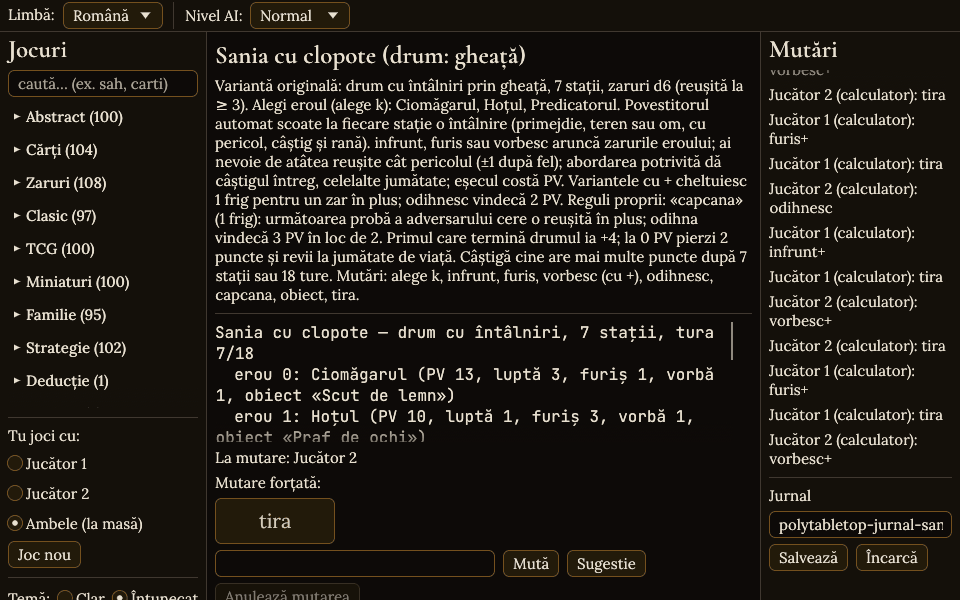 Limbă:
Română
Nivel AI:
Normal
Jocuri
caută... (ex. sah, carti)
Abstract (100)
Cărți (104)
Zaruri (108)
Clasic (97)
TCG (100)
Miniaturi (100)
Familie (95)
Strategie (102)
Deducție (1)
Tu joci cu:
Jucător 1
Jucător 2
Ambele (la masă)
Joc nou
Temă:
Clar
Întunecat
Sania cu clopote (drum: gheață)
Variantă originală: drum cu întâlniri prin gheață, 7 stații, zaruri d6 (reușită la
≥ 3). Alegi eroul (alege k): Ciomăgarul, Hoțul, Predicatorul. Povestitorul
automat scoate la fiecare stație o întâlnire (primejdie, teren sau om, cu
pericol, câștig și rană). infrunt, furis sau vorbesc aruncă zarurile eroului; ai
nevoie de atâtea reușite cât pericolul (±1 după fel); abordarea potrivită dă
câștigul întreg, celelalte jumătate; eșecul costă PV. Variantele cu + cheltuiesc
1 frig pentru un zar în plus; odihnesc vindecă 2 PV. Reguli proprii: «capcana»
(1 frig): următoarea probă a adversarului cere o reușită în plus; odihna
vindecă 3 PV în loc de 2. Primul care termină drumul ia +4; la 0 PV pierzi 2
puncte și revii la jumătate de viață. Câștigă cine are mai multe puncte după 7
stații sau 18 ture. Mutări: alege k, infrunt, furis, vorbesc (cu +), odihnesc,
capcana, obiect, tira.
Sania cu clopote — drum cu întâlniri, 7 stații, tura
7/18
erou 0: Ciomăgarul (PV 13, luptă 3, furiș 1, vorbă
1, obiect «Scut de lemn»)
erou 1: Hoțul (PV 10, luptă 1, furiș 3, vorbă 1,
obiect «Praf de ochi»)
La mutare: Jucător 2
Mutare forțată:
tira
Mută
Sugestie
Anulează mutarea
Mutări
vorbesc+
Jucător 2 (calculator): tira
Jucător 1 (calculator):
furis+
Jucător 1 (calculator): tira
Jucător 2 (calculator):
odihnesc
Jucător 1 (calculator):
infrunt+
Jucător 1 (calculator): tira
Jucător 2 (calculator):
vorbesc+
Jucător 2 (calculator): tira
Jucător 1 (calculator):
furis+
Jucător 1 (calculator): tira
Jucător 2 (calculator):
vorbesc+
Jurnal
polytabletop-jurnal-san
Salvează
Încarcă